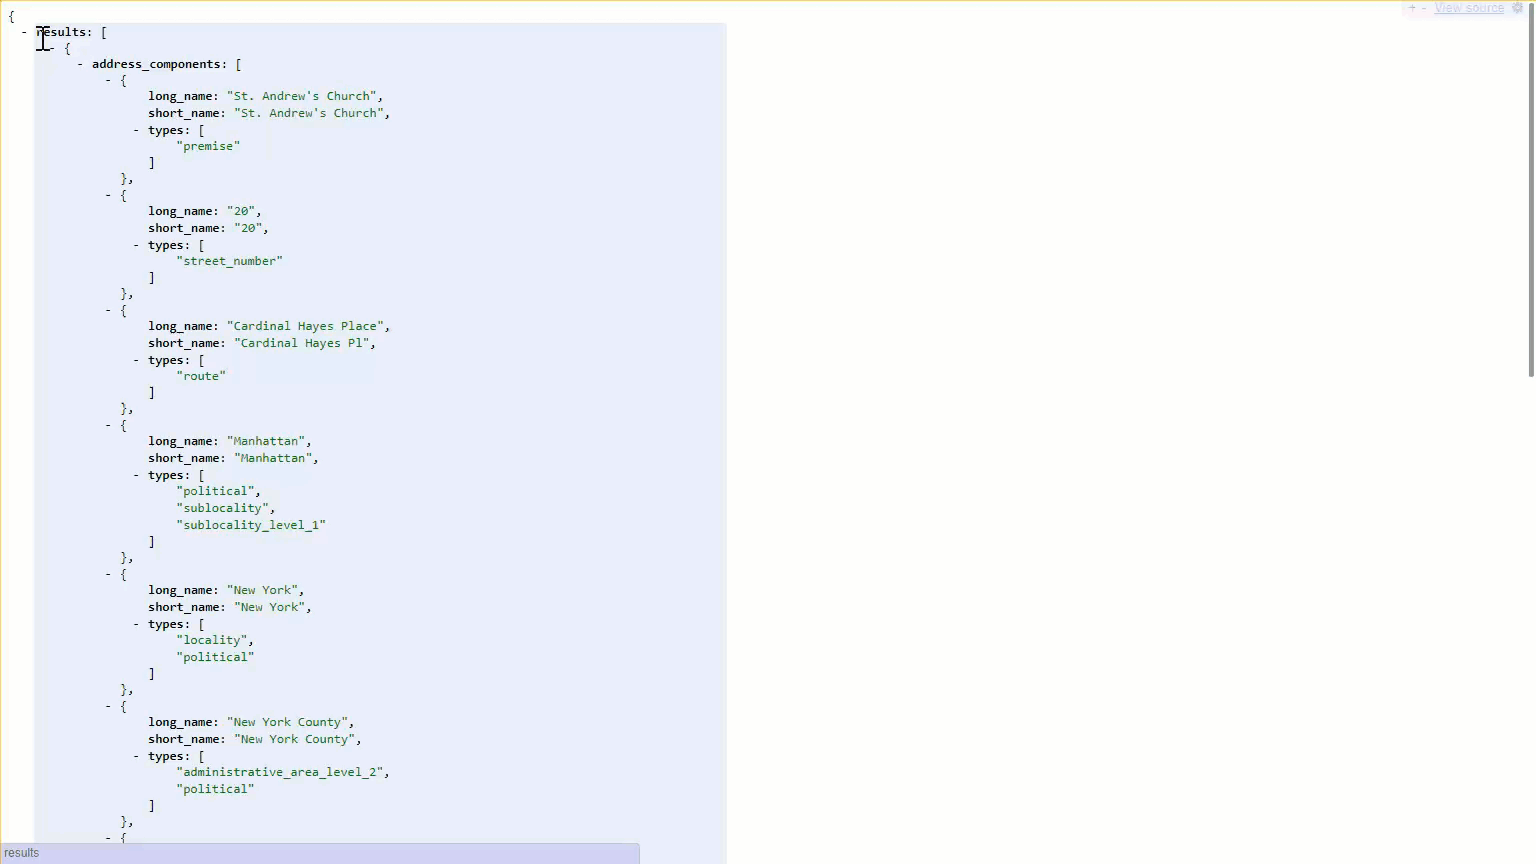 + - View source
{
- results: [
- {
- address_components: [
- {
long_name: "St. Andrew's Church",
short_name: "St. Andrew's Church",
- types: [
"premise"
]
},
- {
long_name: "20",
short_name: "20",
- types: [
"street_number"
]
},
- {
long_name: "Cardinal Hayes Place",
short_name: "Cardinal Hayes Pl",
- types: [
"route"
]
},
- {
long_name: "Manhattan",
short_name: "Manhattan",
- types: [
"political",
"sublocality",
"sublocality_level_1"
]
},
- {
long_name: "New York",
short_name: "New York",
- types: [
"locality",
"political"
]
},
- {
long_name: "New York County",
short_name: "New York County",
- types: [
"administrative_area_level_2",
"political"
]
},
- {
results